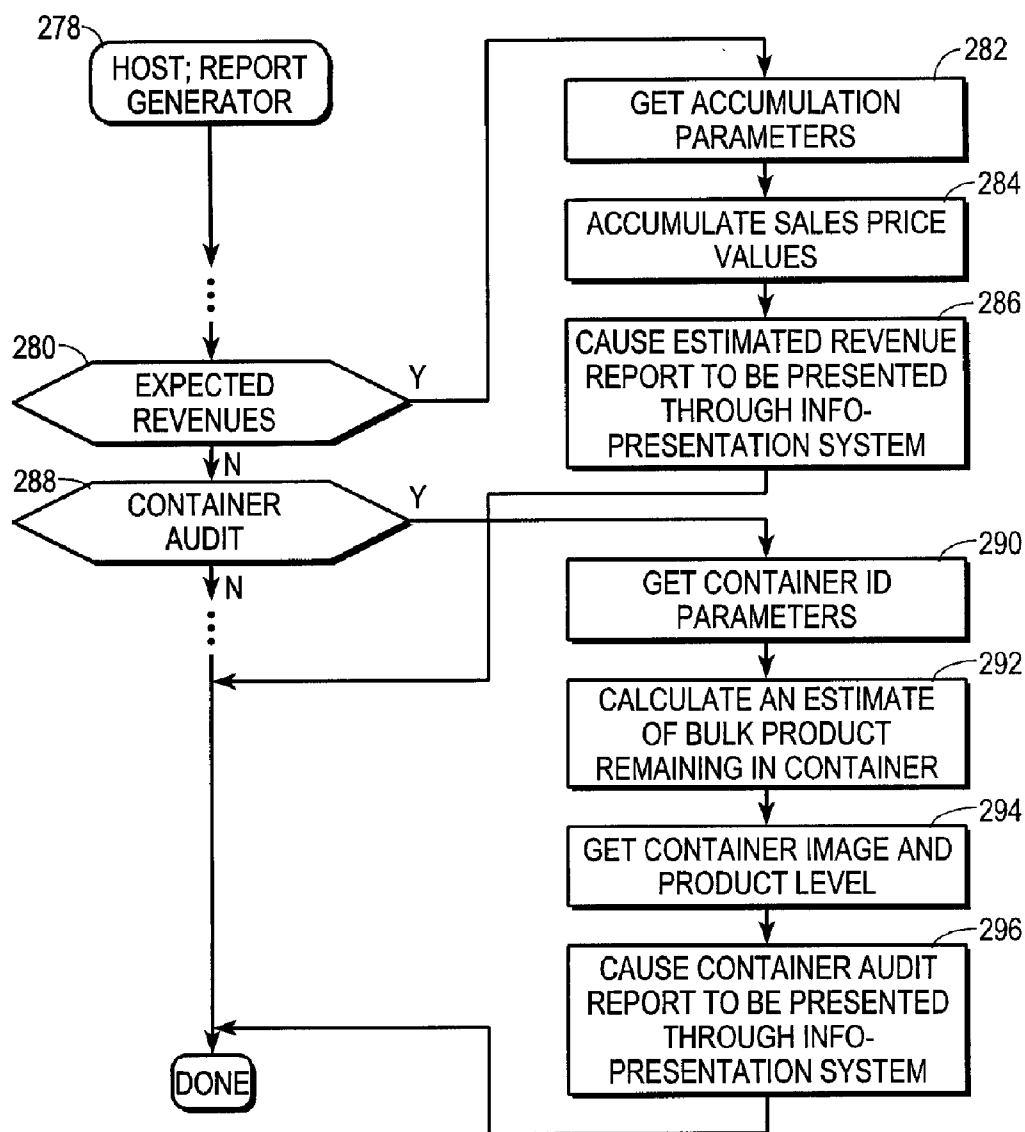 278
HOST; REPORT
GENERATOR
280
EXPECTED
REVENUES
Y
N
282
GET ACCUMULATION
PARAMETERS
284
ACCUMULATE SALES PRICE
VALUES
286
CAUSE ESTIMATED REVENUE
REPORT TO BE PRESENTED
THROUGH INFO-
PRESENTATION SYSTEM
288
CONTAINER
AUDIT
Y
N
290
GET CONTAINER ID
PARAMETERS
292
CALCULATE AN ESTIMATE
OF BULK PRODUCT
REMAINING IN CONTAINER
294
GET CONTAINER IMAGE AND
PRODUCT LEVEL
296
CAUSE CONTAINER AUDIT
REPORT TO BE PRESENTED
THROUGH INFO-
PRESENTATION SYSTEM
DONE